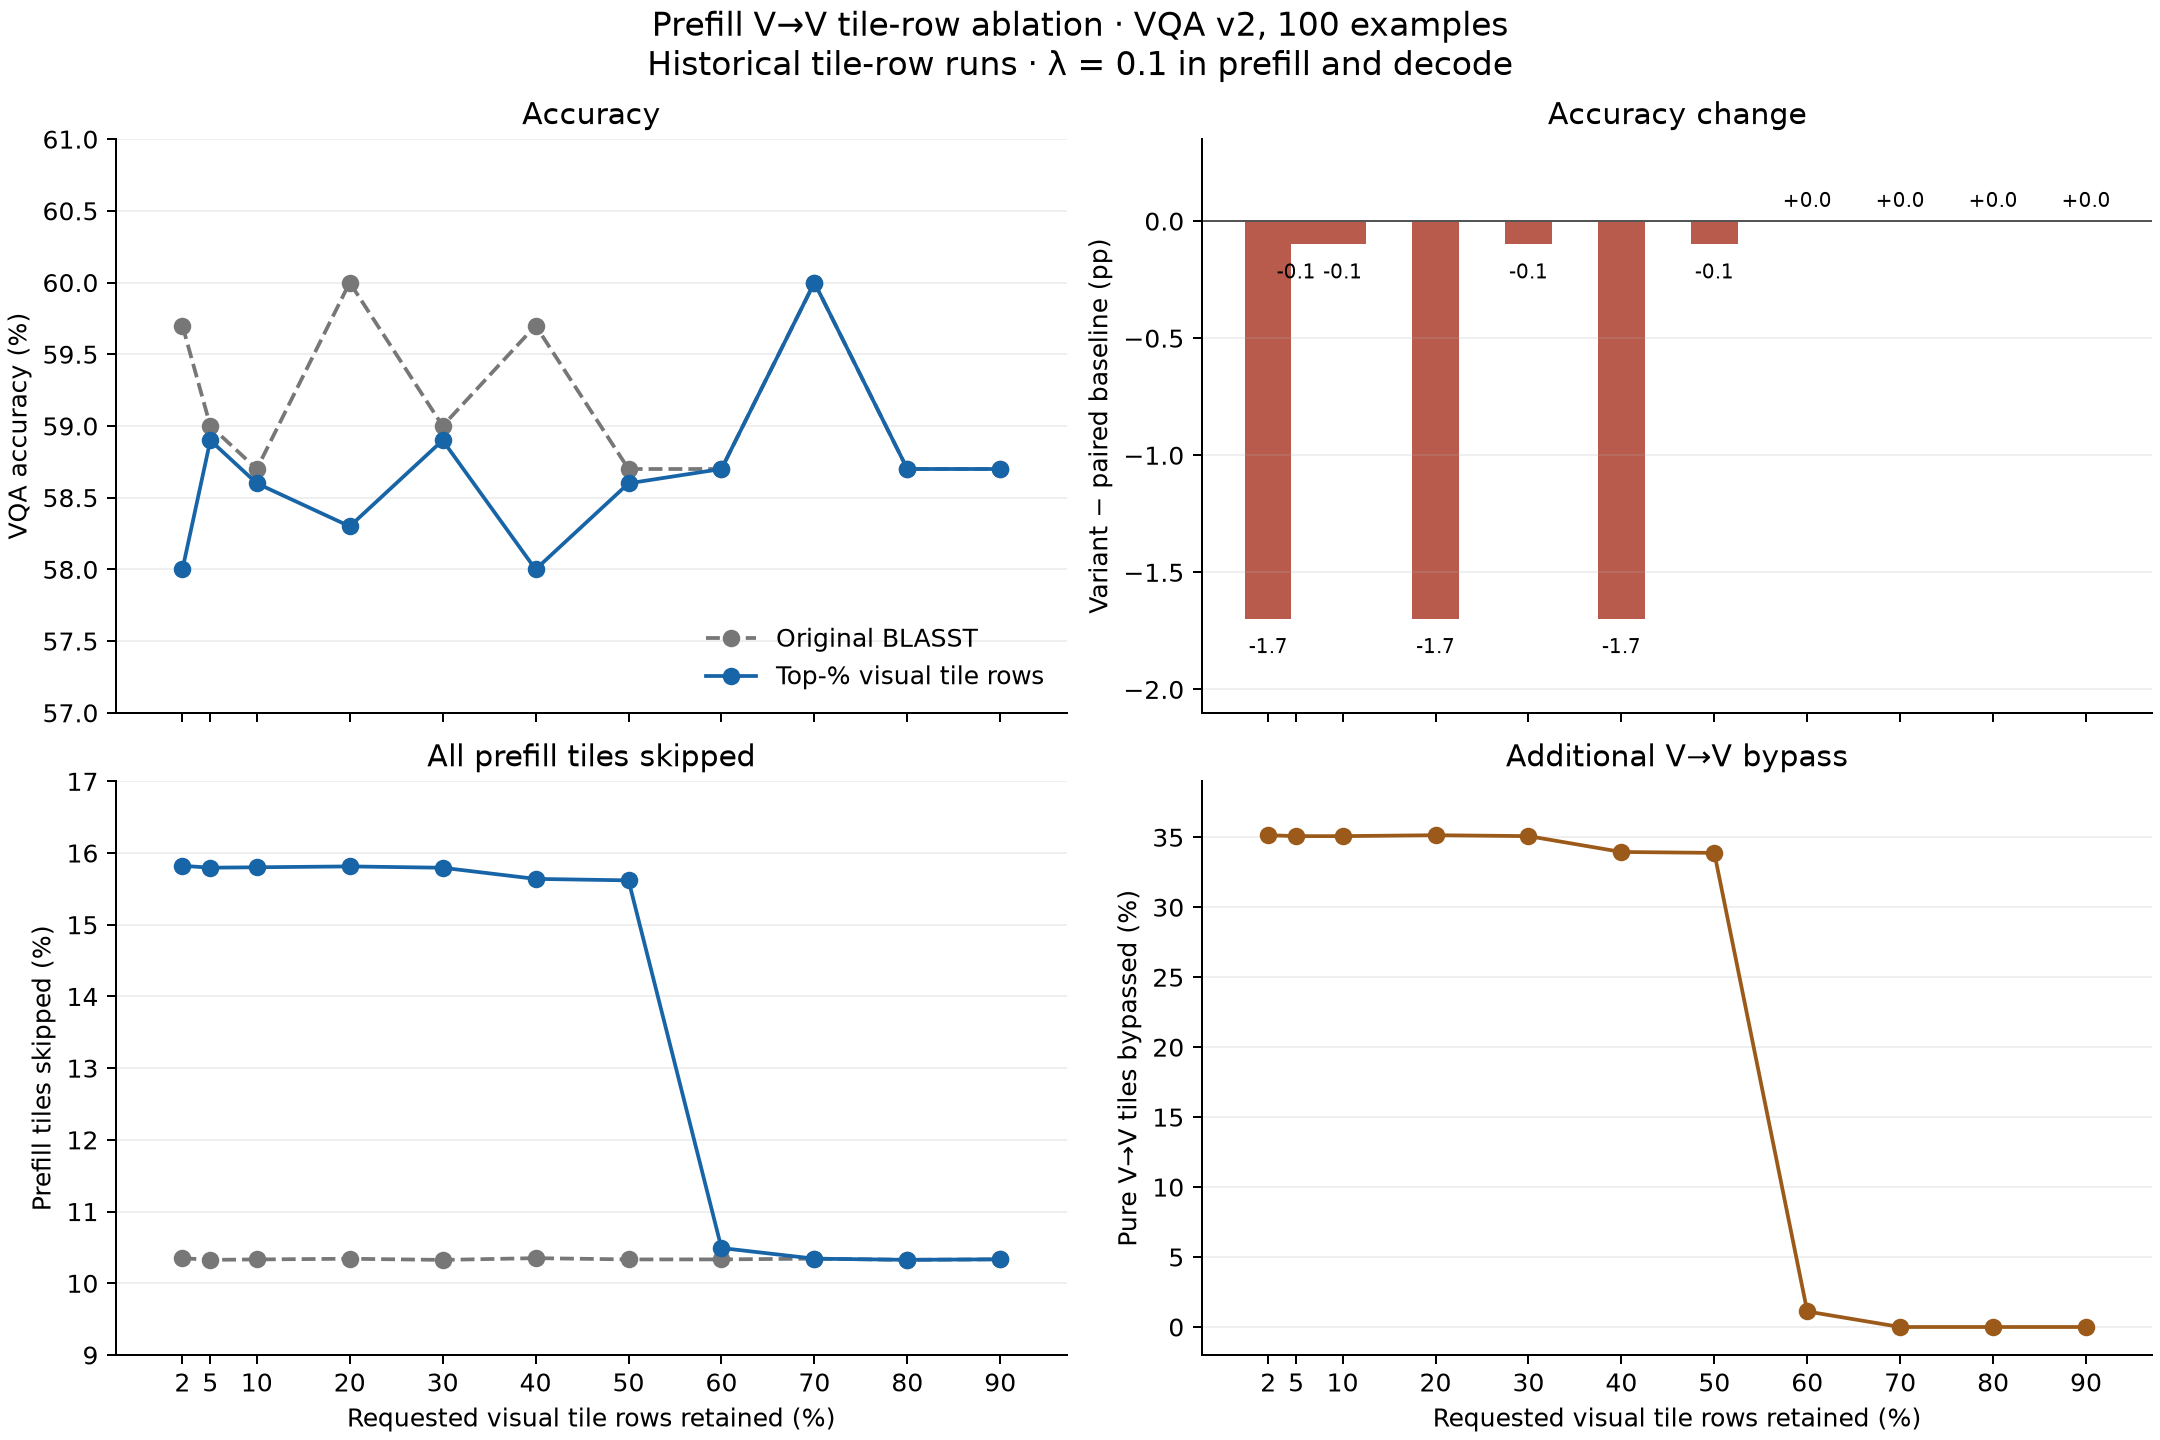 Prefill V→V tile-row ablation · VQA v2, 100 examples
Historical tile-row runs · λ = 0.1 in prefill and decode
Accuracy
VQA accuracy (%)
61.0
60.5
60.0
59.5
59.0
58.5
58.0
57.5
57.0
Original BLASST
Top-% visual tile rows
Accuracy change
Variant − paired baseline (pp)
0.0
−0.5
−1.0
−1.5
−2.0
-1.7
-0.1
-0.1
-1.7
-0.1
-1.7
-0.1
+0.0
+0.0
+0.0
+0.0
All prefill tiles skipped
Prefill tiles skipped (%)
17
16
15
14
13
12
11
10
9
2 5 10 20 30 40 50 60 70 80 90
Requested visual tile rows retained (%)
Additional V→V bypass
Pure V→V tiles bypassed (%)
35
30
25
20
15
10
5
0
2 5 10 20 30 40 50 60 70 80 90
Requested visual tile rows retained (%)